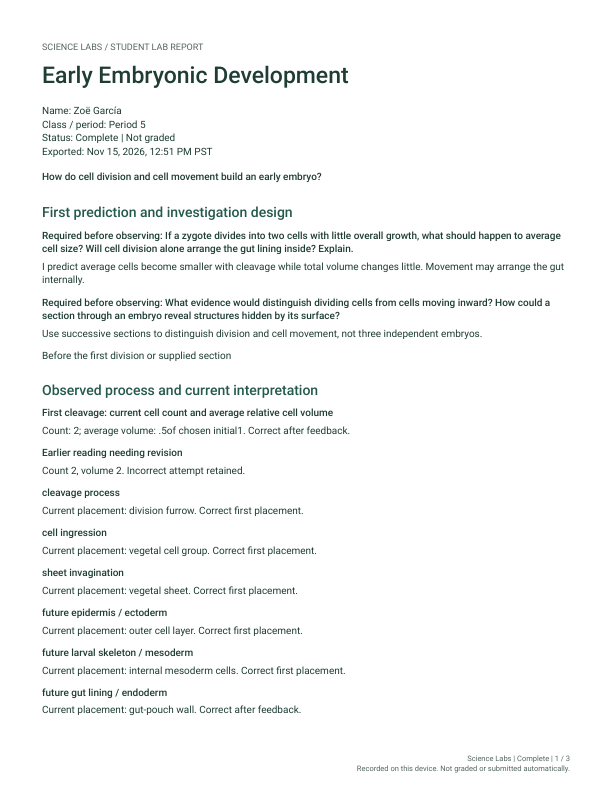 SCIENCE LABS / STUDENT LAB REPORT
Early Embryonic Development
Name: Zoë García
Class / period: Period 5
Status: Complete | Not graded
Exported: Nov 15, 2026, 12:51 PM PST
How do cell division and cell movement build an early embryo?
First prediction and investigation design
Required before observing: If a zygote divides into two cells with little overall growth, what should happen to average
cell size? Will cell division alone arrange the gut lining inside? Explain.
I predict average cells become smaller with cleavage while total volume changes little. Movement may arrange the gut
internally.
Required before observing: What evidence would distinguish dividing cells from cells moving inward? How could a
section through an embryo reveal structures hidden by its surface?
Use successive sections to distinguish division and cell movement, not three independent embryos.
Before the first division or supplied section
Observed process and current interpretation
First cleavage: current cell count and average relative cell volume
Count: 2; average volume: .5of chosen initial1. Correct after feedback.
Earlier reading needing revision
Count 2, volume 2. Incorrect attempt retained.
cleavage process
Current placement: division furrow. Correct first placement.
cell ingression
Current placement: vegetal cell group. Correct first placement.
sheet invagination
Current placement: vegetal sheet. Correct first placement.
future epidermis / ectoderm
Current placement: outer cell layer. Correct first placement.
future larval skeleton / mesoderm
Current placement: internal mesoderm cells. Correct first placement.
future gut lining / endoderm
Current placement: gut-pouch wall. Correct after feedback.
Science Labs | Complete | 1 / 3
Recorded on this device. Not graded or submitted automatically.